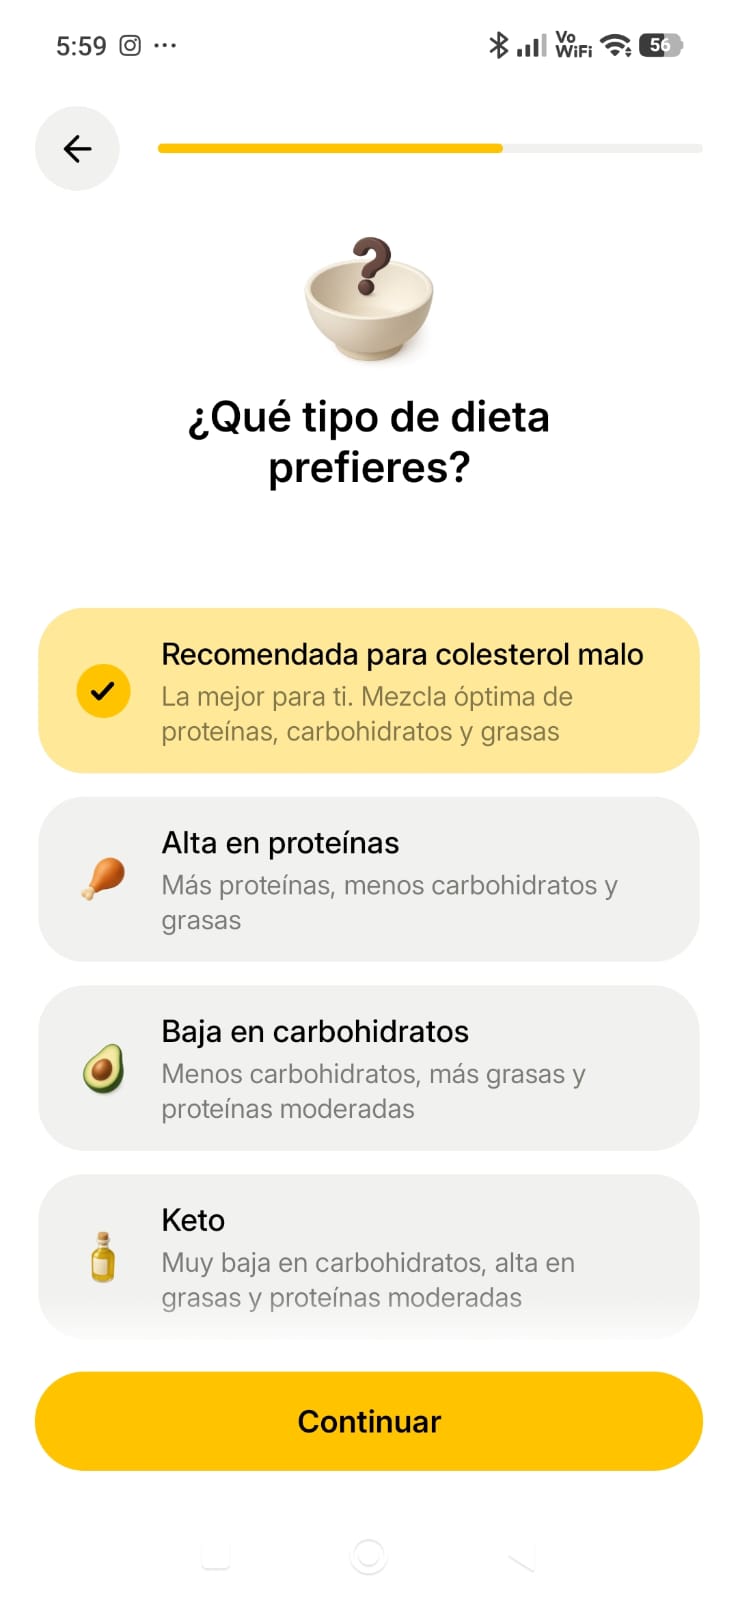 5:59
Vo
WiFi
56
?
¿Qué tipo de dieta
prefieres?
Recomendada para colesterol malo
La mejor para ti. Mezcla óptima de
proteínas, carbohidratos y grasas
Alta en proteínas
Más proteínas, menos carbohidratos y
grasas
Baja en carbohidratos
Menos carbohidratos, más grasas y
proteínas moderadas
Keto
Muy baja en carbohidratos, alta en
grasas y proteínas moderadas
Continuar